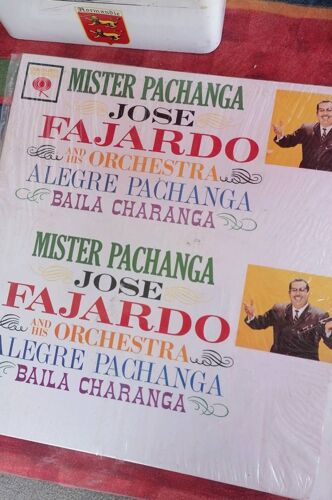 Normandie
MISTER PACHANGA
JOSE
FAJARDO
AND HIS ORCHESTRA
ALEGRE PACHANGA
BAILA CHARANGA
MISTER PACHANGA
JOSE
FAJARDO
AND HIS ORCHESTRA
ALEGRE PACHANGA
BAILA CHARANGA